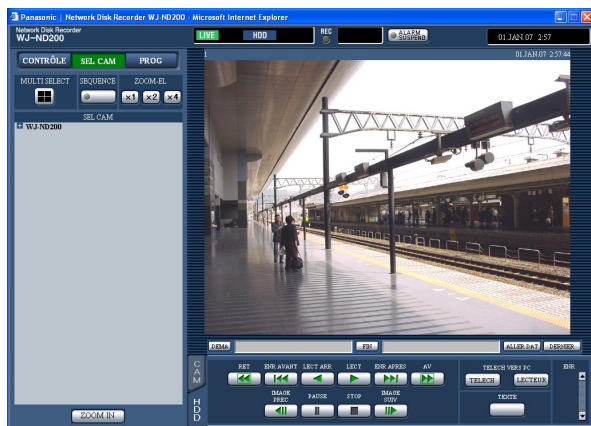 Panasonic | Network Disk Recorder WJ-ND200 - Microsoft Internet Explorer
Network Disk Recorder
WJ-ND200
LIVE HDD REC ALARM SUSPEND 01.JAN.07 2:57
CONTRÔLE SEL CAM PROG
1 01.JAN.07 2:57:44
MULTI SELECT SEQUENCE ZOOM-EL
x1 x2 x4
SEL CAM
WJ-ND200
DEMA FIN ALLER DAT DERNIER
CAM
HDD
RET ENR AVANT LECT ARR LECT ENR APRES AV
TELECH VERS PC
ENR
TELECH LECTEUR
IMAGE PREC PAUSE STOP IMAGE SUIV
TEXTE
ZOOM IN